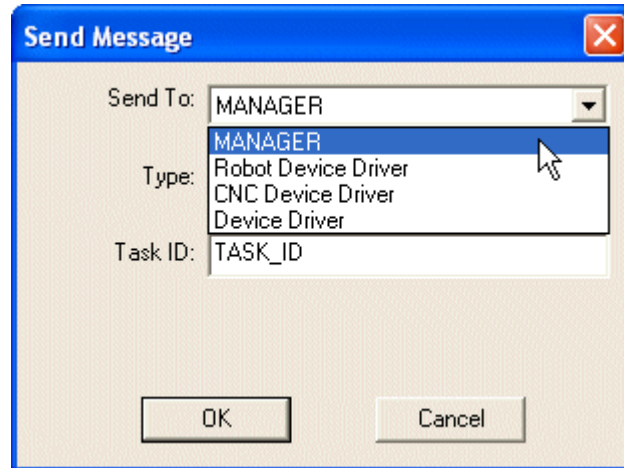 Send Message
Send To: MANAGER
MANAGER
Type: Robot Device Driver
CNC Device Driver
Device Driver
Task ID: TASK_ID
OK Cancel